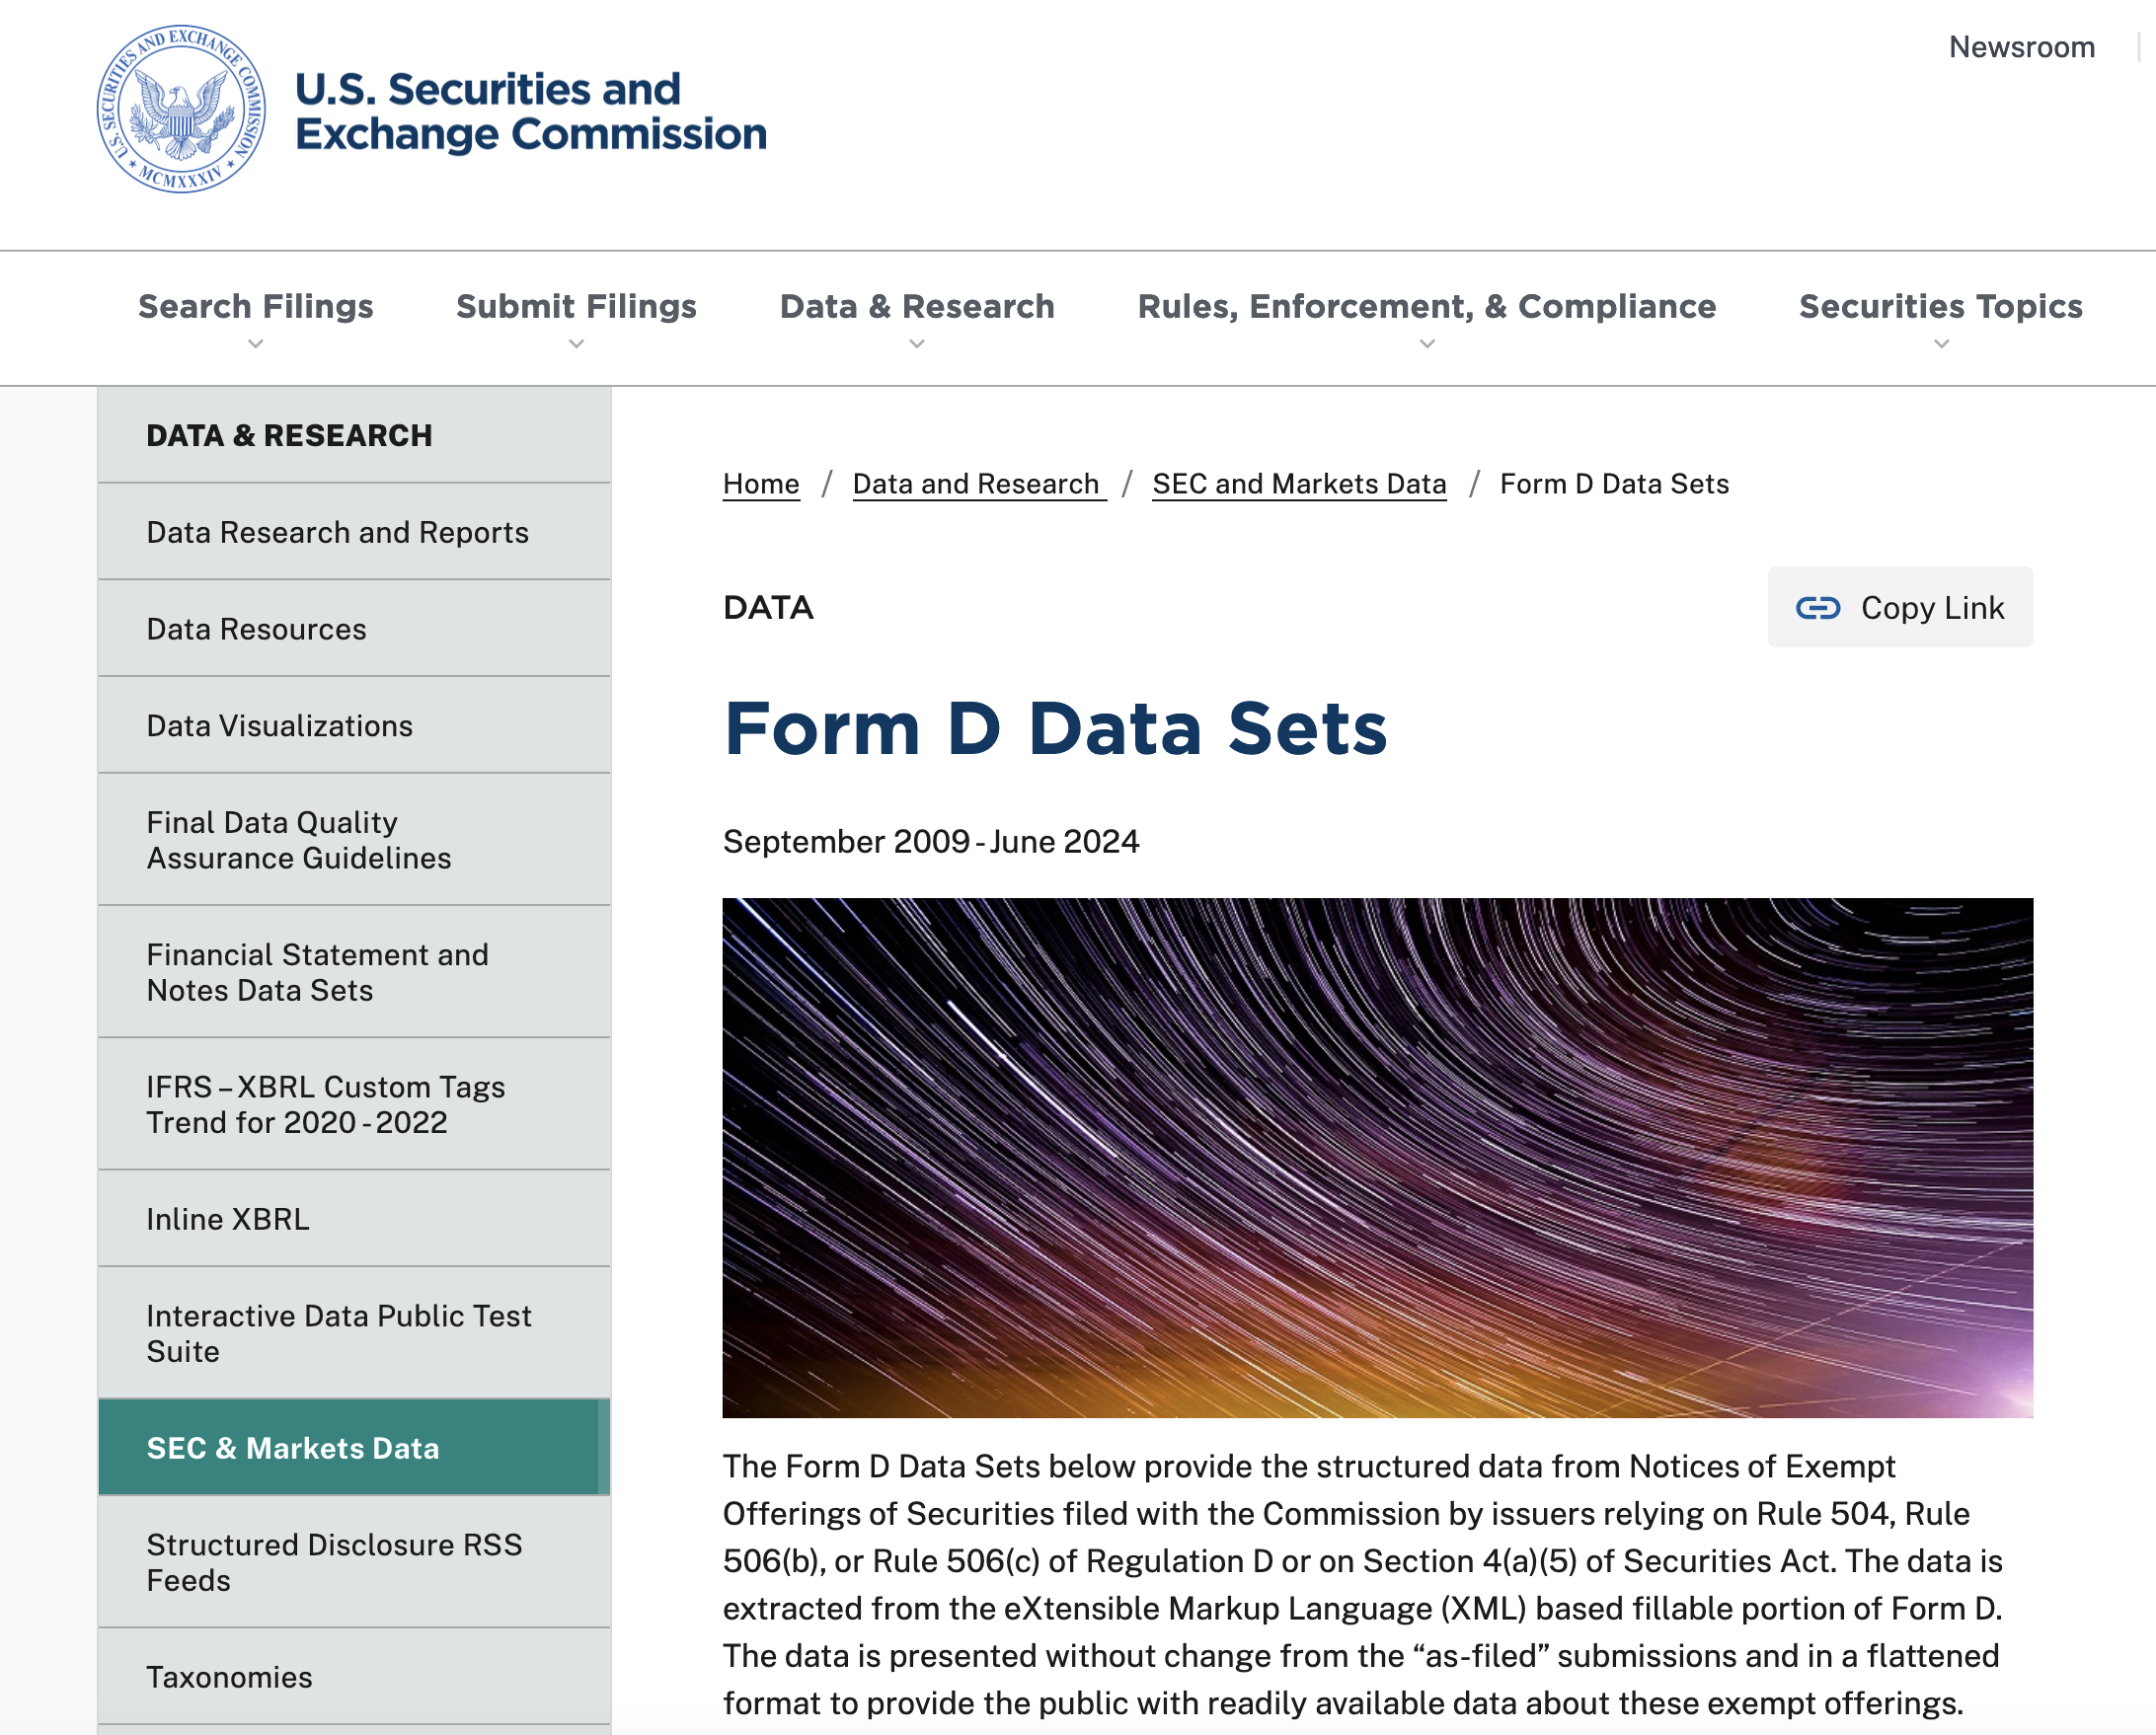 U.S. SECURITIES AND EXCHANGE COMMISSION
MCMXXXIV
U.S. Securities and
Exchange Commission
Newsroom
Search Filings
Submit Filings
Data & Research
Rules, Enforcement, & Compliance
Securities Topics
DATA & RESEARCH
Data Research and Reports
Data Resources
Data Visualizations
Final Data Quality
Assurance Guidelines
Financial Statement and
Notes Data Sets
IFRS – XBRL Custom Tags
Trend for 2020 - 2022
Inline XBRL
Interactive Data Public Test
Suite
SEC & Markets Data
Structured Disclosure RSS
Feeds
Taxonomies
Home / Data and Research / SEC and Markets Data / Form D Data Sets
DATA
Copy Link
Form D Data Sets
September 2009 - June 2024
The Form D Data Sets below provide the structured data from Notices of Exempt
Offerings of Securities filed with the Commission by issuers relying on Rule 504, Rule
506(b), or Rule 506(c) of Regulation D or on Section 4(a)(5) of Securities Act. The data is
extracted from the eXtensible Markup Language (XML) based fillable portion of Form D.
The data is presented without change from the “as-filed” submissions and in a flattened
format to provide the public with readily available data about these exempt offerings.